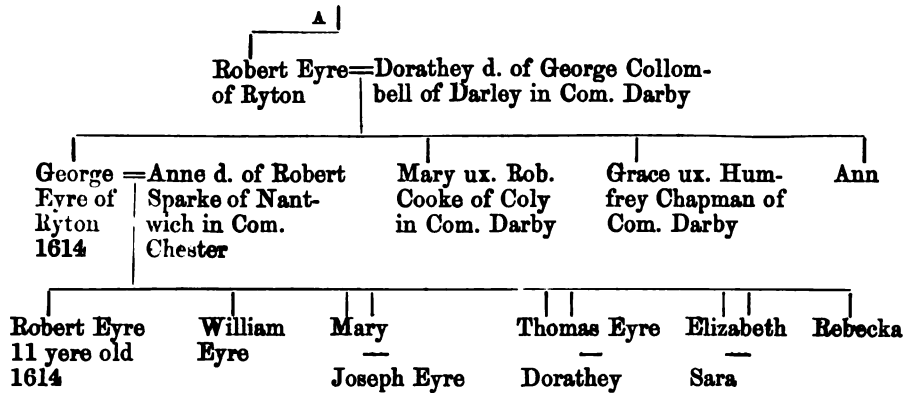 A
Robert Eyre=Dorathey d. of George Collom-
of Ryton bell of Darley in Com. Darby
George =Anne d. of Robert Mary ux. Rob. Grace ux. Hum- Ann
Eyre of Sparke of Nant- Cooke of Coly frey Chapman of
Ryton wich in Com. in Com. Darby Com. Darby
1614 Chester
Robert Eyre William Mary Thomas Eyre Elizabeth Rebecka
11 yere old Eyre — — —
1614 Joseph Eyre Dorathey Sara